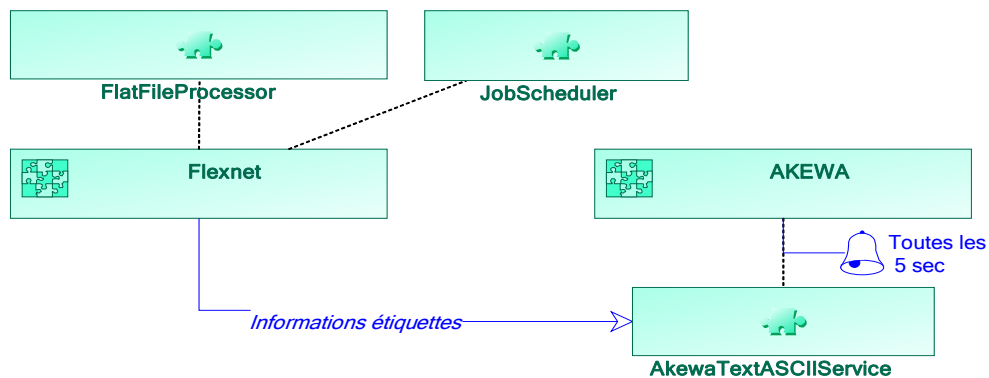 FlatFileProcessor
JobScheduler
Flexnet
AKEWA
Toutes les
5 sec
Informations étiquettes
AkewaTextASCIIService